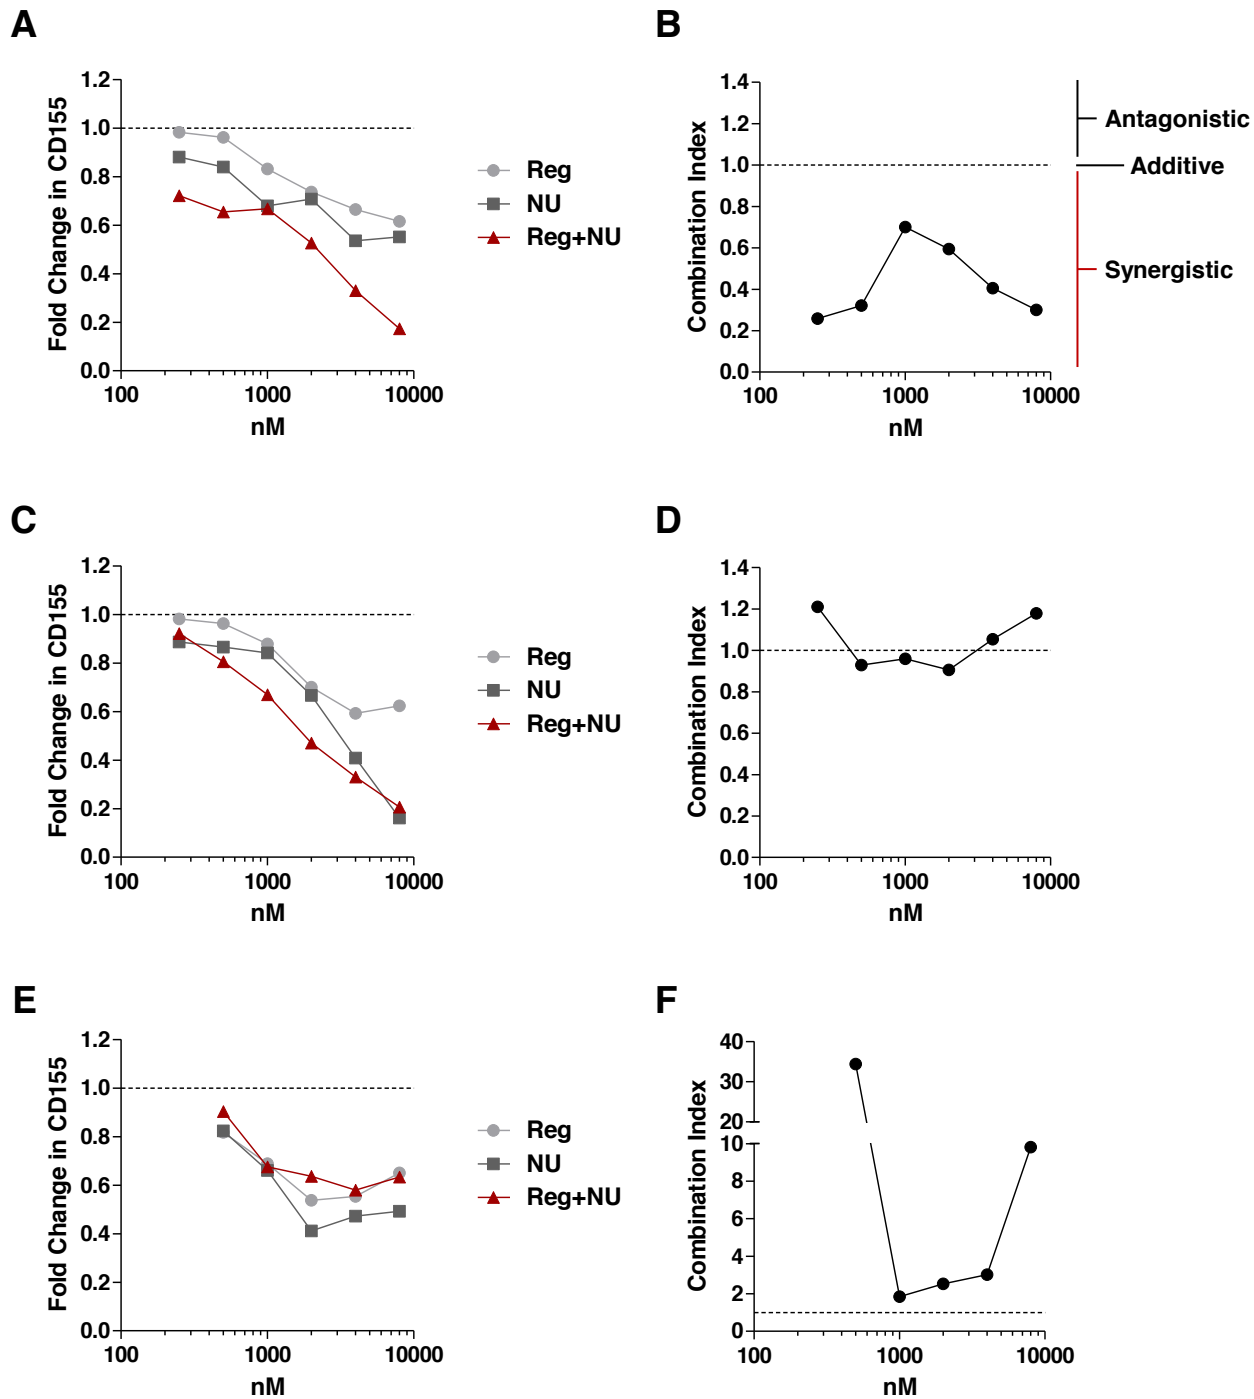 A
Fold Change in CD155
1.2
1.0
0.8
0.6
0.4
0.2
0.0
100
1000
10000
nM
Reg
NU
Reg+NU
B
Combination Index
1.4
1.2
1.0
0.8
0.6
0.4
0.2
0.0
100
1000
10000
nM
Antagonistic
Additive
Synergistic
C
Fold Change in CD155
1.2
1.0
0.8
0.6
0.4
0.2
0.0
100
1000
10000
nM
Reg
NU
Reg+NU
D
Combination Index
1.4
1.2
1.0
0.8
0.6
0.4
0.2
0.0
100
1000
10000
nM
E
Fold Change in CD155
1.2
1.0
0.8
0.6
0.4
0.2
0.0
100
1000
10000
nM
Reg
NU
Reg+NU
F
Combination Index
40
30
20
10
8
6
4
2
0
100
1000
10000
nM